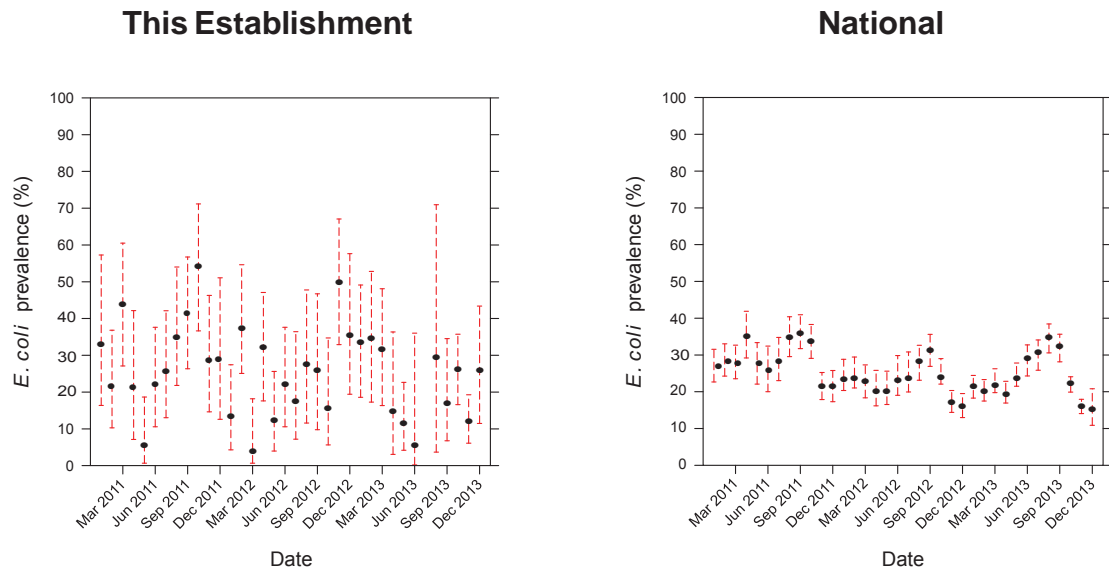 This Establishment
E. coli prevalence (%)
100
90
80
70
60
50
40
30
20
10
0
Mar 2011
Jun 2011
Sep 2011
Dec 2011
Mar 2012
Jun 2012
Sep 2012
Dec 2012
Mar 2013
Jun 2013
Sep 2013
Dec 2013
Date
National
E. coli prevalence (%)
100
90
80
70
60
50
40
30
20
10
0
Mar 2011
Jun 2011
Sep 2011
Dec 2011
Mar 2012
Jun 2012
Sep 2012
Dec 2012
Mar 2013
Jun 2013
Sep 2013
Dec 2013
Date